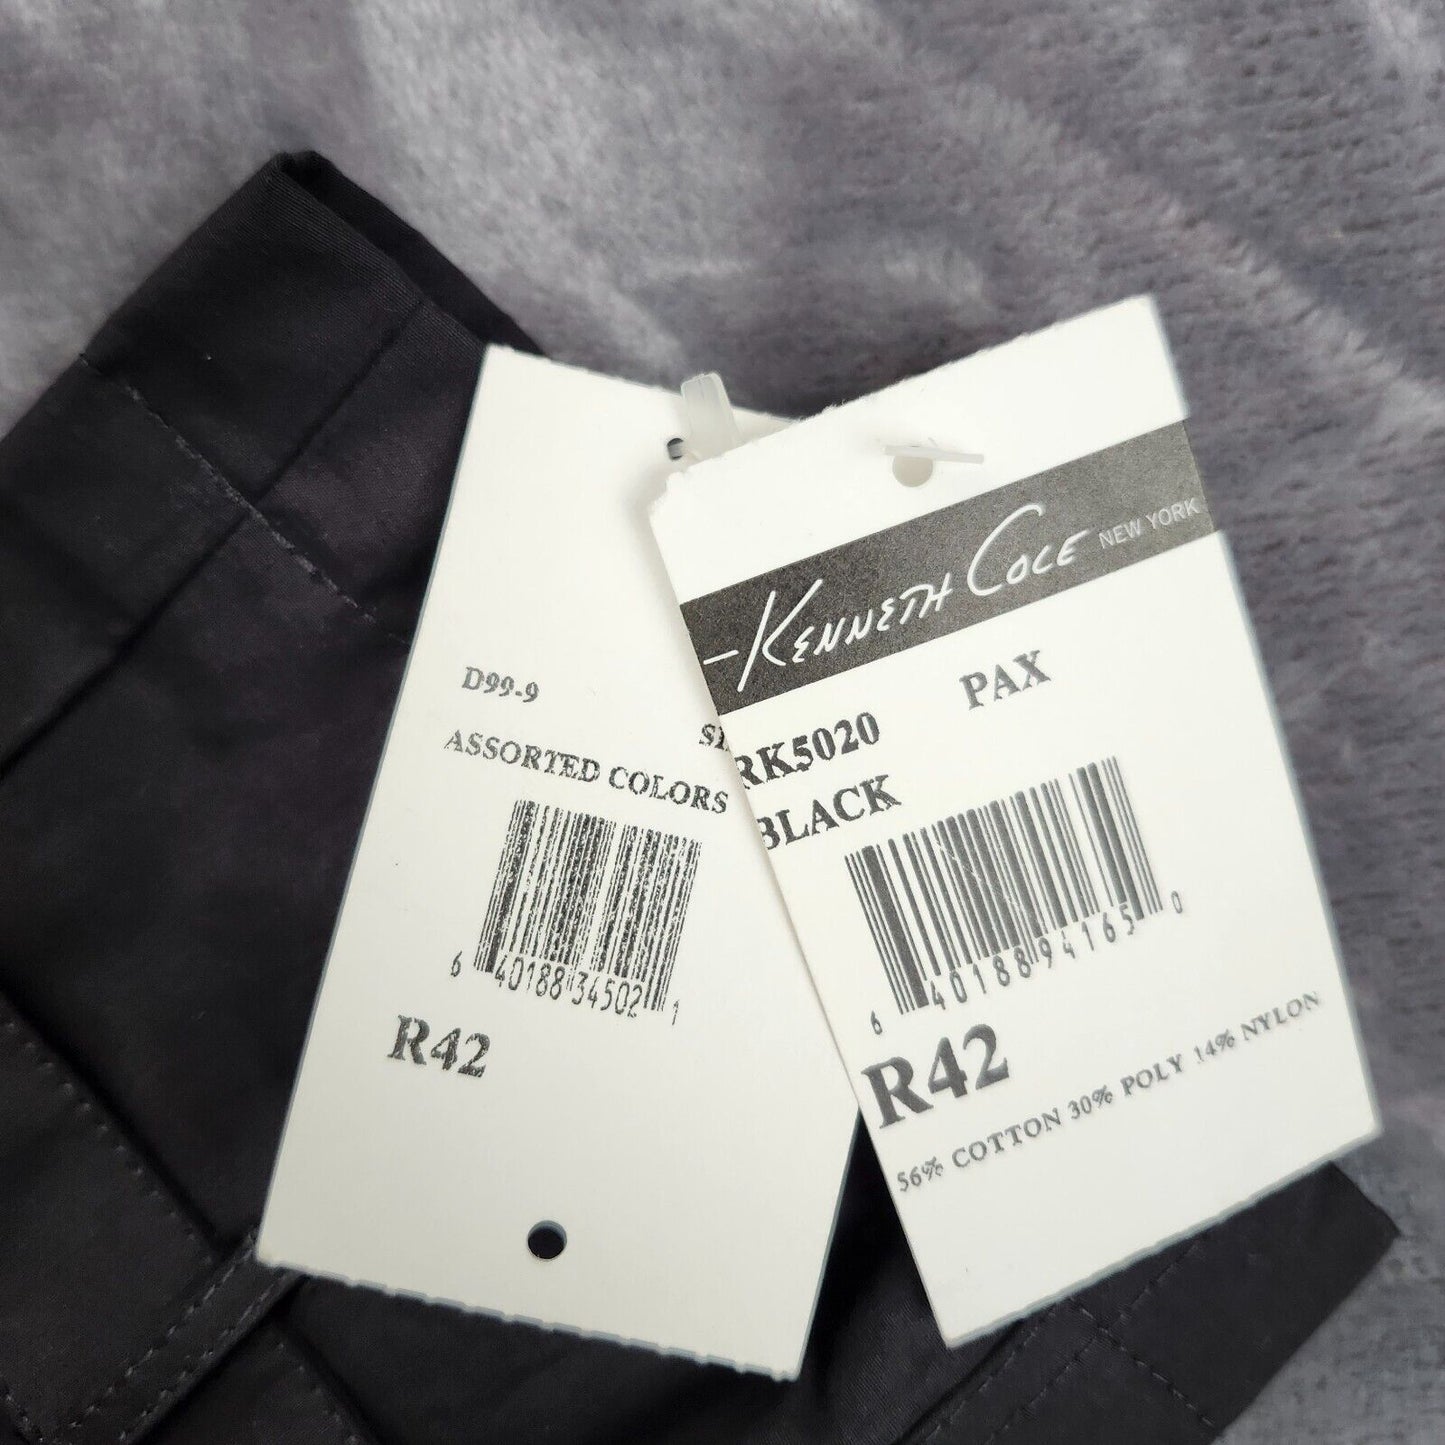 D99-9
ASSORTED COLORS
6 40188 34502 1
R42
KENNETH COLE NEW YORK
PAX
RK5020
BLACK
6 40188 94165 0
R42
56% COTTON 30% POLY 14% NYLON